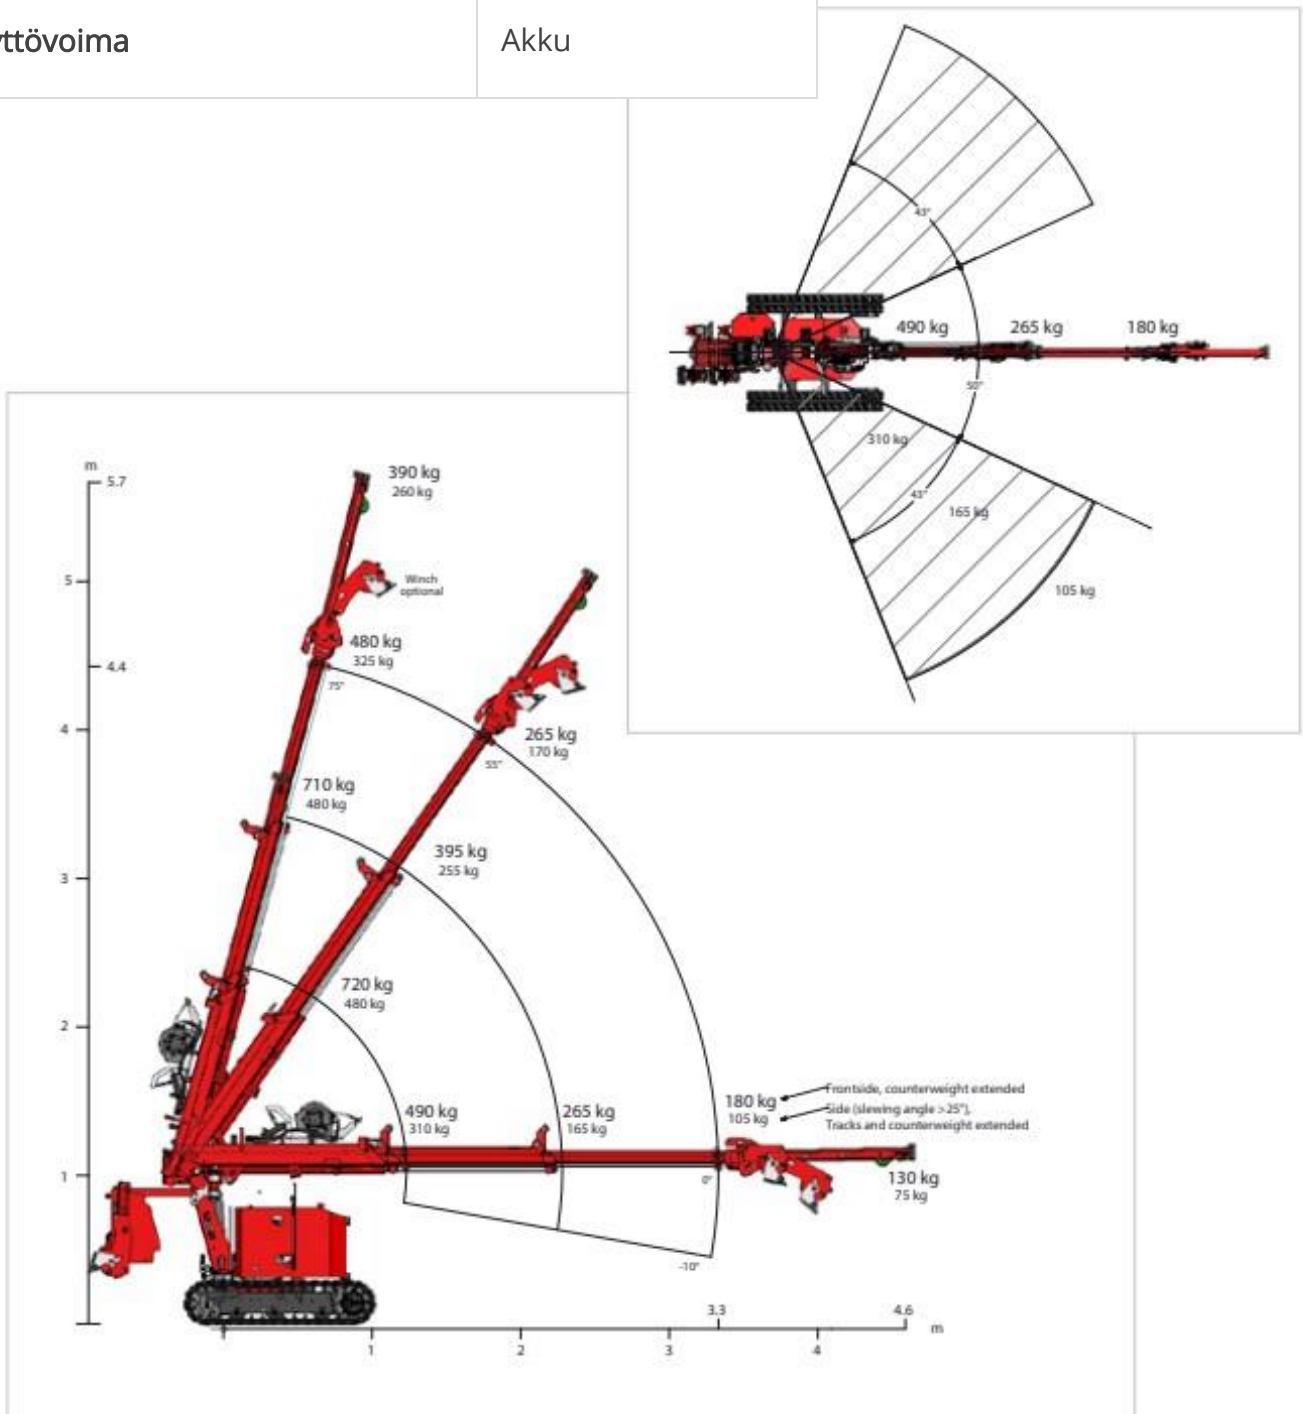 ttövoima
Akku
43°
490 kg
265 kg
180 kg
50°
310 kg
43°
165 kg
105 kg
m
5.7
5
4.4
4
3
2
1
390 kg
260 kg
Winch
optional
480 kg
325 kg
75°
265 kg
170 kg
55°
710 kg
480 kg
395 kg
255 kg
720 kg
480 kg
490 kg
310 kg
265 kg
165 kg
180 kg
105 kg
Frontside, counterweight extended
Side (slewing angle >25°),
Tracks and counterweight extended
0°
130 kg
75 kg
-10°
3.3
4.6
m
1
2
3
4